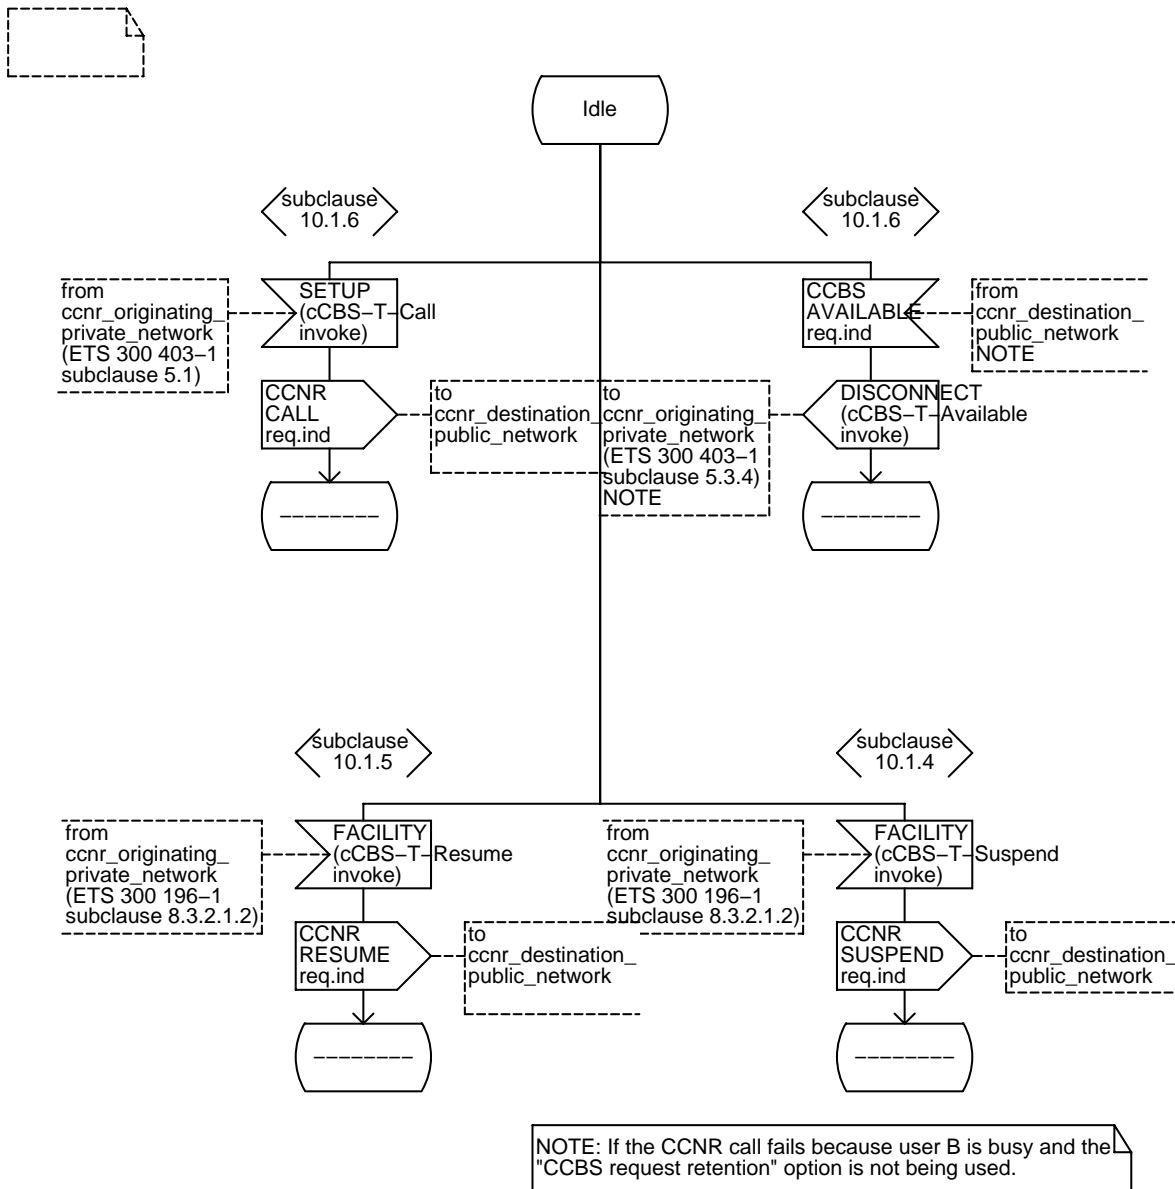 Idle
subclause
10.1.6
subclause
10.1.6
from
ccnr_originating_
private_network
(ETS 300 403–1
subclause 5.1)
SETUP
(cCBS–T–Call
invoke)
CCBS
AVAILABLE
req.ind
from
ccnr_destination_
public_network
NOTE
CCNR
CALL
req.ind
to
ccnr_destination_
public_network
to
ccnr_originating_
private_network
(ETS 300 403–1
subclause 5.3.4)
NOTE
DISCONNECT
(cCBS–T–Available
invoke)
––––––––
––––––––
subclause
10.1.5
subclause
10.1.4
from
ccnr_originating_
private_network
(ETS 300 196–1
subclause 8.3.2.1.2)
FACILITY
(cCBS–T–Resume
invoke)
from
ccnr_originating_
private_network
(ETS 300 196–1
subclause 8.3.2.1.2)
FACILITY
(cCBS–T–Suspend
invoke)
CCNR
RESUME
req.ind
to
ccnr_destination_
public_network
CCNR
SUSPEND
req.ind
to
ccnr_destination_
public_network
––––––––
––––––––
NOTE: If the CCNR call fails because user B is busy and the
"CCBS request retention" option is not being used.